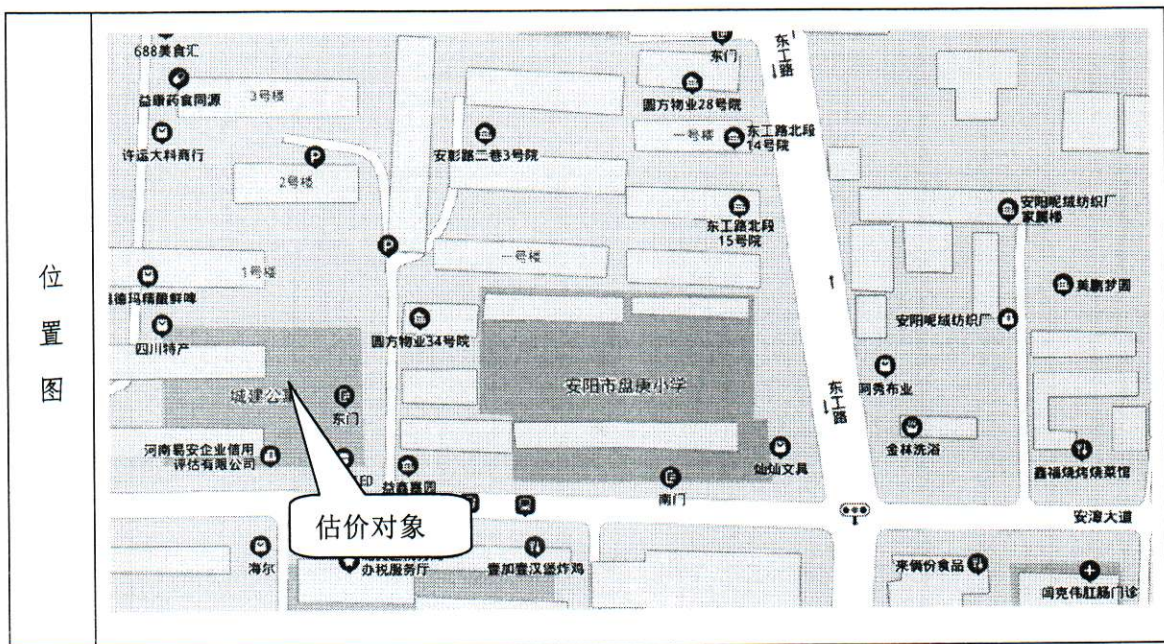 位
置
图
688美食汇
益康药食同源
3号楼
许运大料商行
2号楼
安彰路二巷3号院
东门
东工路
圆方物业28号院
一号楼
东工路北段
14号院
东工路北段
15号院
安阳呢绒纺织厂
家属楼
1号楼
一号楼
德玛精酿鲜啤
美鹏梦圆
四川特产
圆方物业34号院
安阳呢绒纺织厂
城建公寓
东门
安阳市盘庚小学
东工路
阿秀布业
河南易安企业信用
评估有限公司
印
益鑫嘉园
南门
灿灿文具
金林洗浴
鑫福烧烤烧菜馆
估价对象
安漳大道
海尔
办税服务厅
壹加壹汉堡炸鸡
来俩份食品
闫克伟肛肠门诊